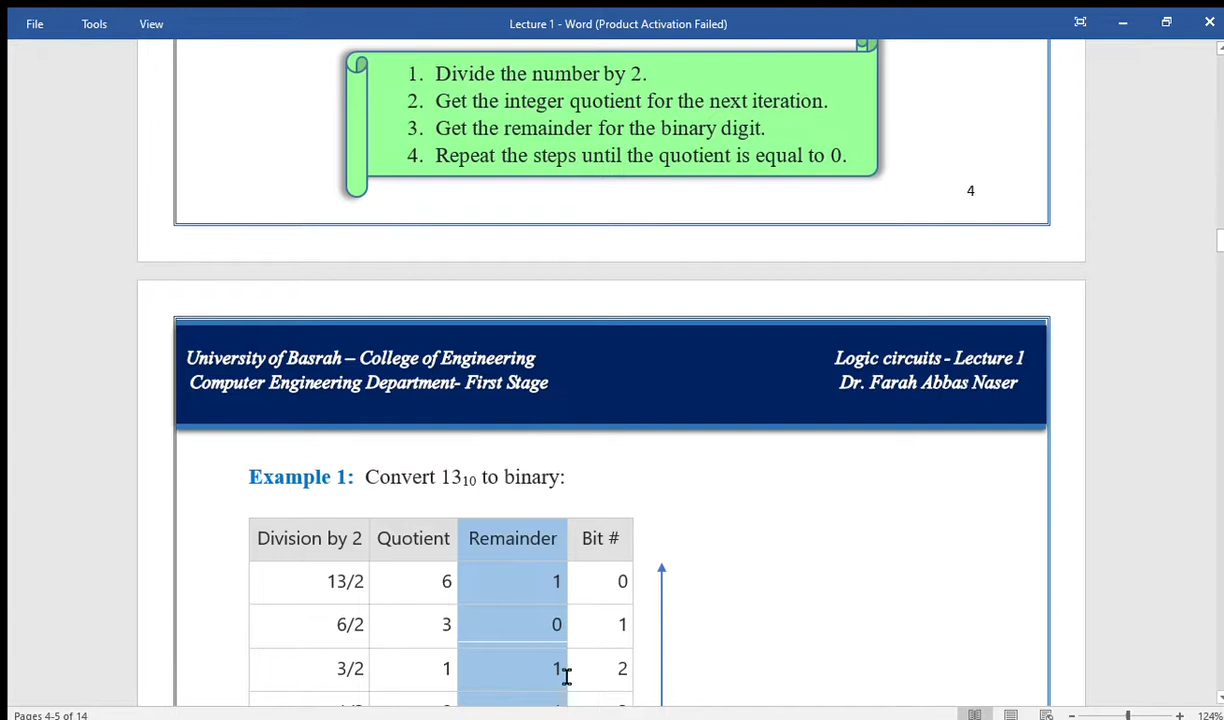 File Tools View Lecture 1 - Word (Product Activation Failed)
1. Divide the number by 2.
2. Get the integer quotient for the next iteration.
3. Get the remainder for the binary digit.
4. Repeat the steps until the quotient is equal to 0.
4
University of Basrah – College of Engineering
Computer Engineering Department- First Stage
Logic circuits - Lecture 1
Dr. Farah Abbas Naser
Example 1: Convert 13₁₀ to binary:
Division by 2 Quotient Remainder Bit #
13/2 6 1 0
6/2 3 0 1
3/2 1 1 2
Pages 4-5 of 14 124%